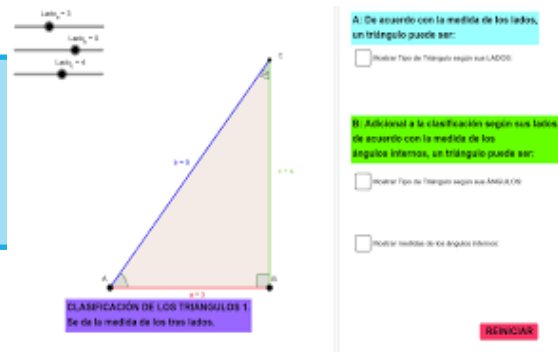 Lado = 3
Lado = 5
Lado = 4
C
b = 5
A
B
a = 3
CLASIFICACIÓN DE LOS TRIÁNGULOS 1
Se da la medida de los tres lados.
A: De acuerdo con la medida de los lados,
un triángulo puede ser:
Mostrar Tipo de Triángulo según sus LADOS:
B: Adicional a la clasificación según sus lados
de acuerdo con la medida de los
ángulos internos, un triángulo puede ser:
Mostrar Tipo de Triángulo según sus ÁNGULOS:
Mostrar medidas de los ángulos internos:
REINICIAR